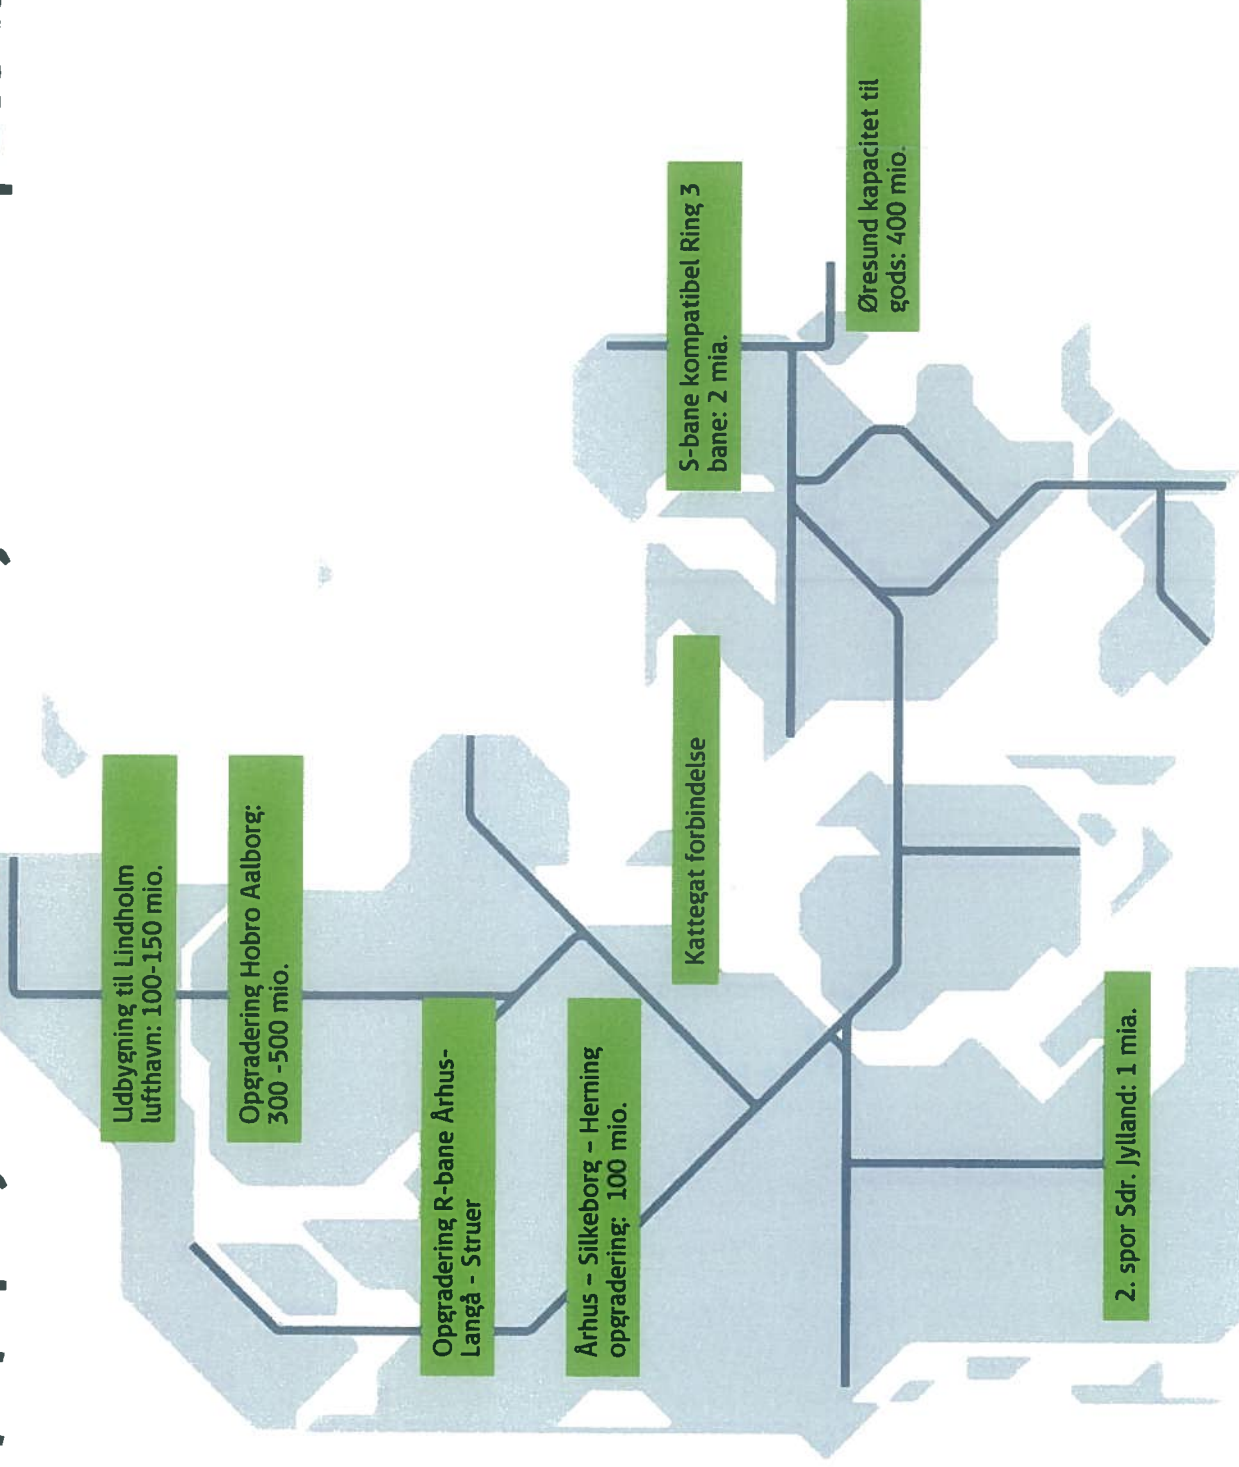 Udbygning til Lindholm
lufthavn: 100-150 mio.
Opgradering Hobro Aalborg:
300 -500 mio.
Opgradering R-bane Århus-
Langå - Struer
Århus – Silkeborg – Herning
opgradering:  100 mio.
Kattegat forbindelse
S-bane kompatibel Ring 3
bane: 2 mia.
Øresund kapacitet til
gods: 400 mio.
2. spor Sdr. Jylland: 1 mia.